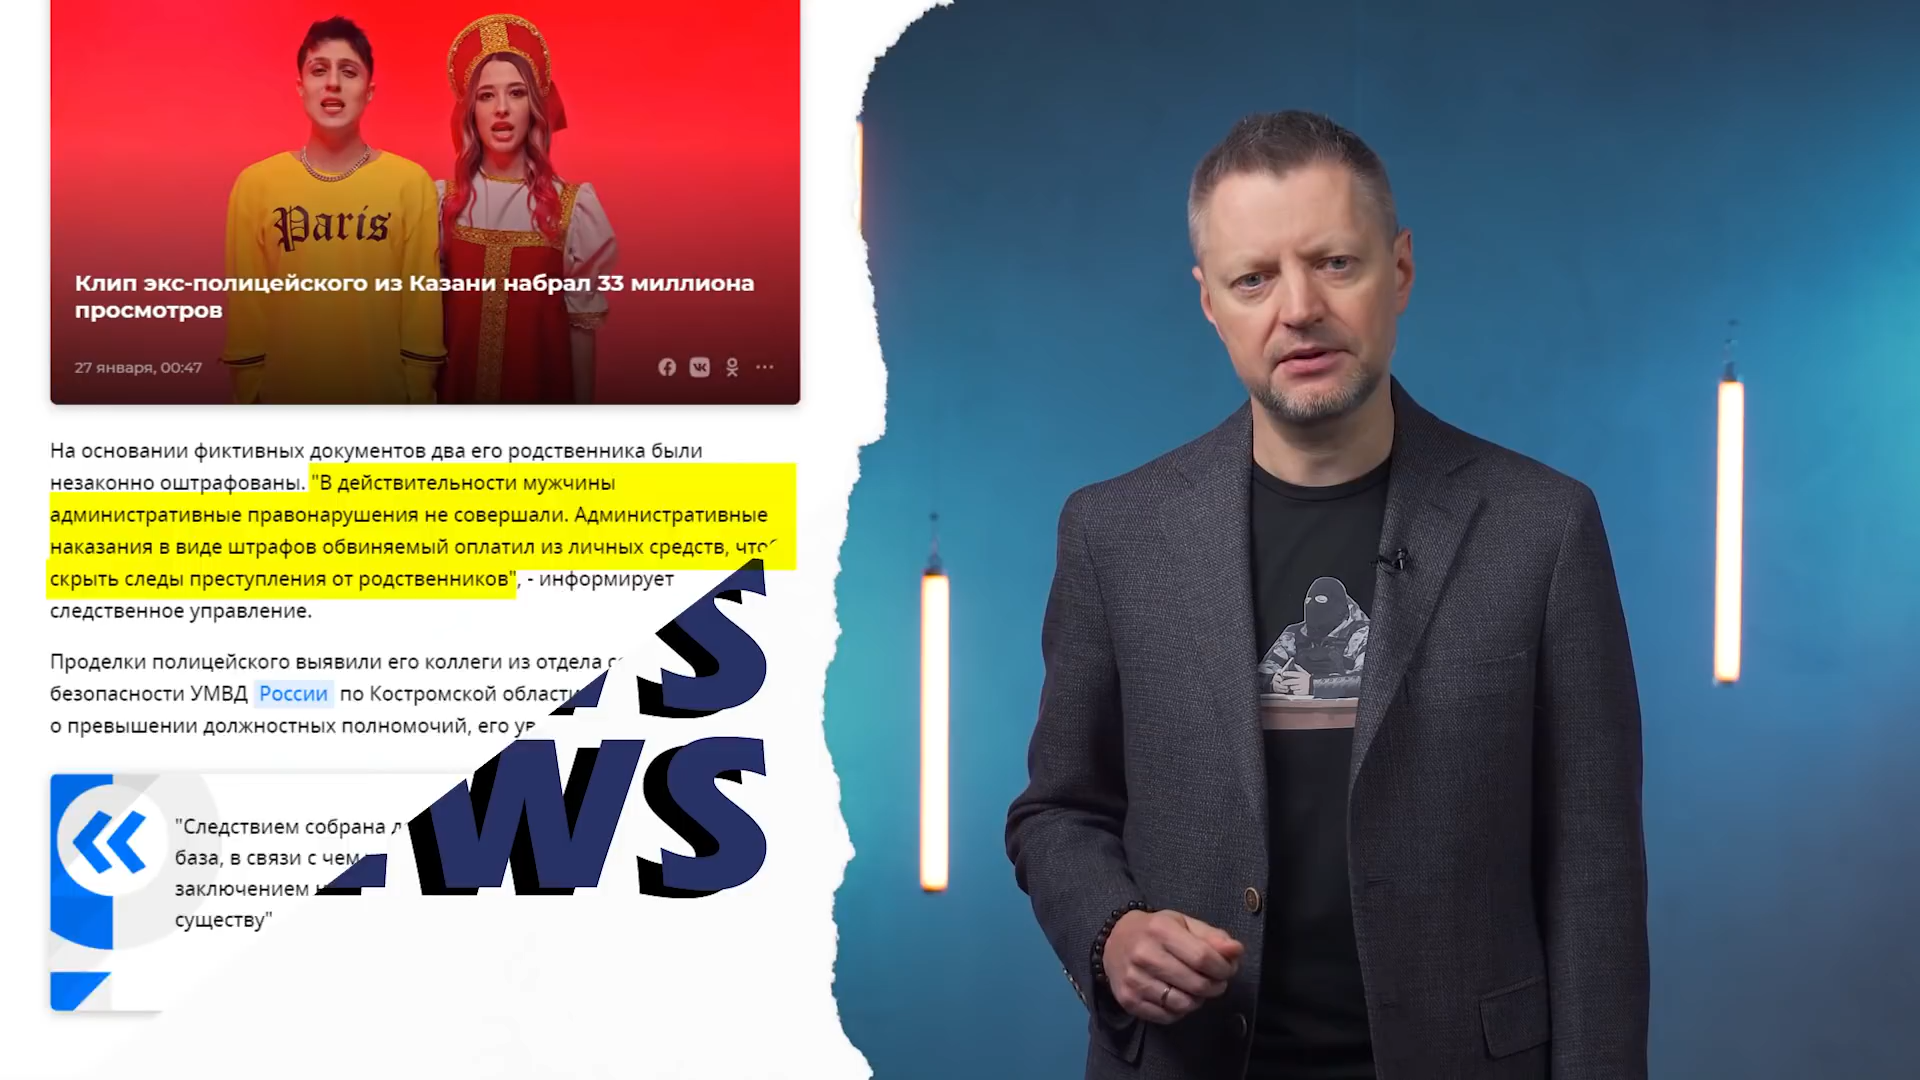 Paris
Клип экс-полицейского из Казани набрал 33 миллиона
просмотров
27 января, 00:47
На основании фиктивных документов два его родственника были
незаконно оштрафованы. "В действительности мужчины
административные правонарушения не совершали. Административные
наказания в виде штрафов обвиняемый оплатил из личных средств,
скрыть следы преступления от родственников", - информирует
следственное управление.
Проделки полицейского выявили его коллеги из отдела
безопасности УМВД России по Костромской области
о превышении должностных полномочий, его
WS
EWS
"Следствием собрана
база, в связи с чем
заключением
существу"